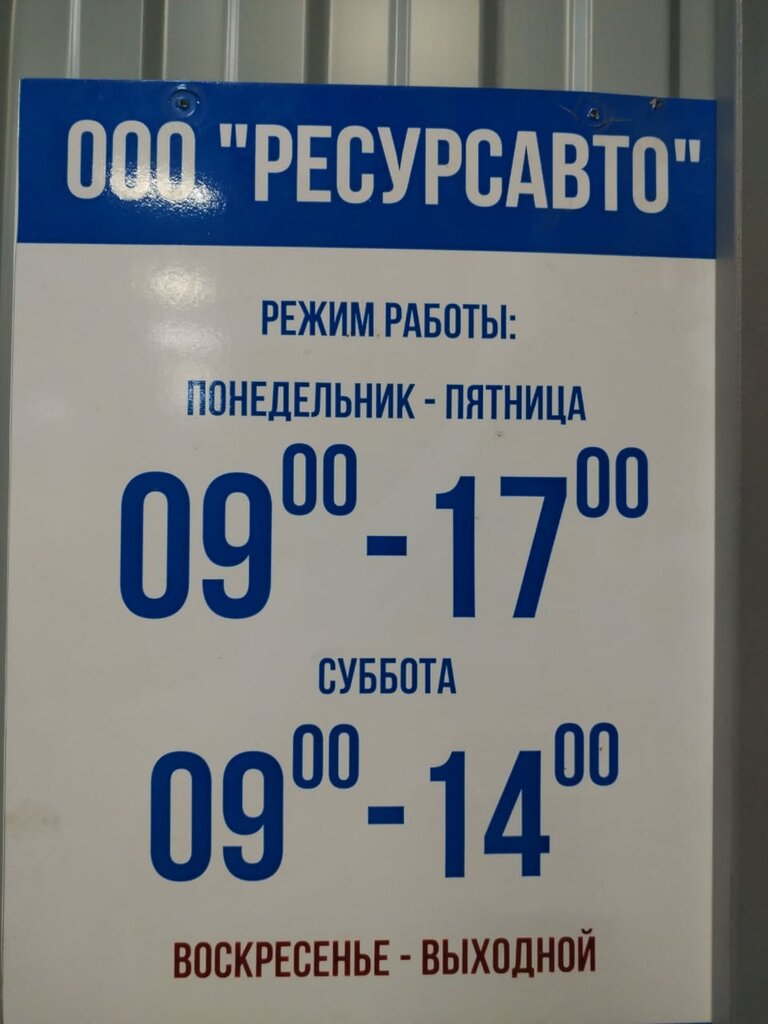 ООО "РЕСУРСАВТО"
РЕЖИМ РАБОТЫ:
ПОНЕДЕЛЬНИК - ПЯТНИЦА
09⁰⁰ - 17⁰⁰
СУББОТА
09⁰⁰ - 14⁰⁰
ВОСКРЕСЕНЬЕ - ВЫХОДНОЙ